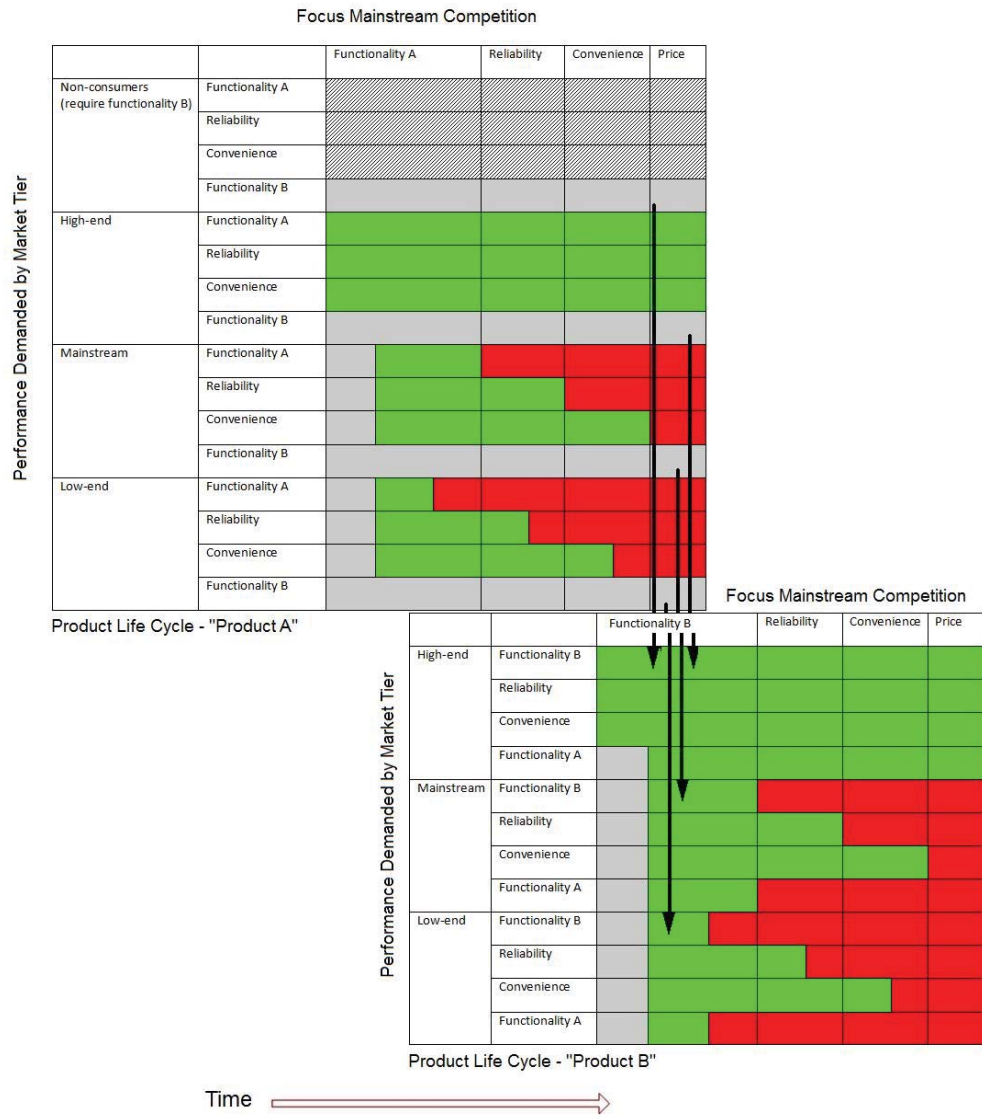 Focus Mainstream Competition
Functionality A Reliability Convenience Price
Non-consumers Functionality A
(require functionality B)
Reliability
Convenience
Functionality B
High-end Functionality A
Reliability
Convenience
Functionality B
Mainstream Functionality A
Reliability
Convenience
Functionality B
Low-end Functionality A
Reliability
Convenience
Functionality B
Performance Demanded by Market Tier
Product Life Cycle - "Product A"
Focus Mainstream Competition
Functionality B Reliability Convenience Price
High-end Functionality B
Reliability
Convenience
Functionality A
Mainstream Functionality B
Reliability
Convenience
Functionality A
Low-end Functionality B
Reliability
Convenience
Functionality A
Performance Demanded by Market Tier
Product Life Cycle - "Product B"
Time